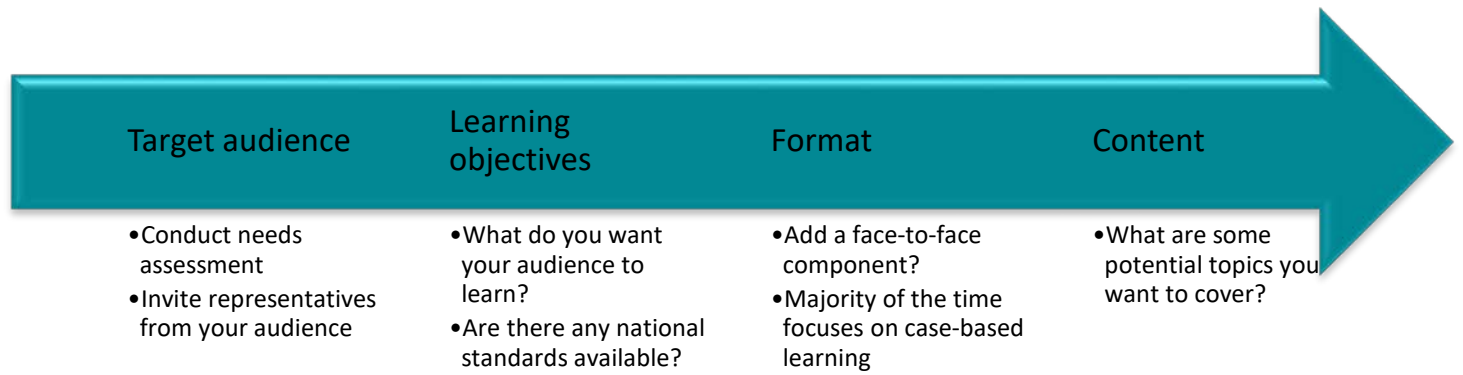 Target audience
Learning
objectives
Format
Content
•Conduct needs
assessment
•Invite representatives
from your audience
•What do you want
your audience to
learn?
•Are there any national
standards available?
•Add a face-to-face
component?
•Majority of the time
focuses on case-based
learning
•What are some
potential topics you
want to cover?